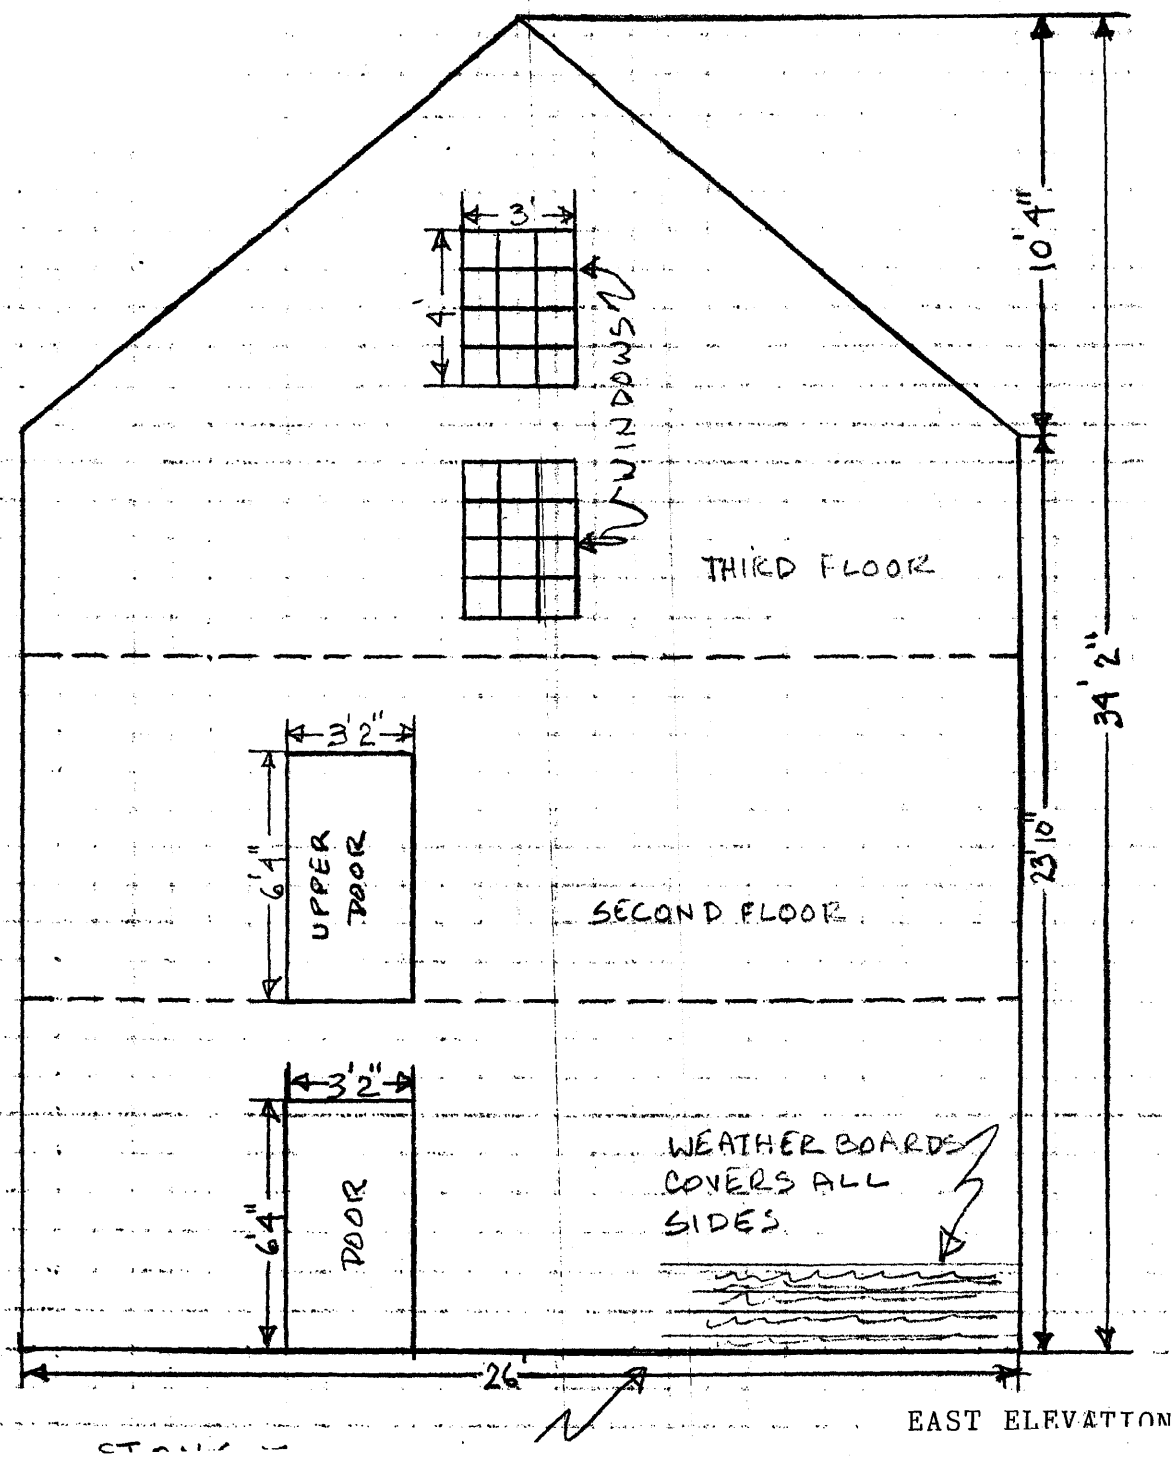 3'
10' 4"
4'
WINDOWS
THIRD FLOOR
34' 2"
3' 2"
6' 4"
UPPER
DOOR
23' 10"
SECOND FLOOR
3' 2"
6' 4"
DOOR
WEATHER BOARDS
COVERS ALL
SIDES
26'
EAST ELEVATION